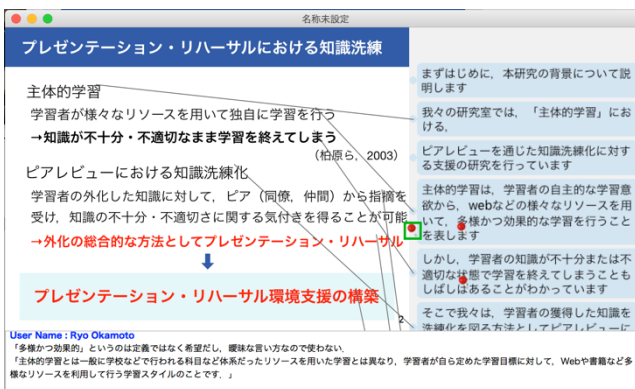 名称未設定
プレゼンテーション・リハーサルにおける知識洗練
主体的学習
学習者が様々なリソースを用いて独自に学習を行う
→知識が不十分・不適切なまま学習を終えてしまう
(柏原ら, 2003)
ピアレビューにおける知識洗練化
学習者の外化した知識に対して，ピア（同僚，仲間）から指摘を
受け，知識の不十分・不適切さに関する気付きを得ることが可能
→外化の総合的な方法としてプレゼンテーション・リハーサル
プレゼンテーション・リハーサル環境支援の構築
2
まずはじめに，本研究の背景について説
明します
我々の研究室では，「主体的学習」にお
ける，
ピアレビューを通じた知識洗練化に対す
る支援の研究を行っています
主体的学習は，学習者の自主的な学習意
欲から，webなどの様々なリソースを用
いて，多様かつ効果的な学習を行うこと
を表します
しかし，学習者の知識が不十分または不
適切な状態で学習を終えてしまうことも
しばしばあることがわかっています
そこで我々は，学習者の獲得した知識を
洗練化を図る方法としてピアレビューに
User Name : Ryo Okamoto
「多様かつ効果的」というのは定義ではなく希望だし，曖昧な言い方なので使わない．
「主体的学習とは一般に学校などで行われる科目など体系だったリソースを用いた学習とは異なり，学習者が自ら定めた学習目標に対して，Webや書籍など多
様なリソースを利用して行う学習スタイルのことです．」